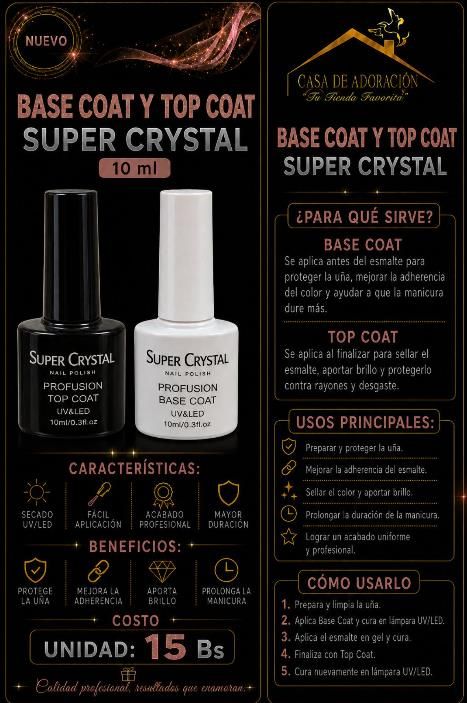 NUEVO
BASE COAT Y TOP COAT
SUPER CRYSTAL
10 ml
SUPER CRYSTAL
NAIL POLISH
PROFUSION
TOP COAT
UV&LED
10ml/0.3fl.oz
SUPER CRYSTAL
NAIL POLISH
PROFUSION
BASE COAT
UV&LED
10ml/0.3fl.oz
CARACTERÍSTICAS:
SECADO
UV/LED
FÁCIL
APLICACIÓN
ACABADO
PROFESIONAL
MAYOR
DURACIÓN
BENEFICIOS:
PROTEGE
LA UÑA
MEJORA LA
ADHERENCIA
APORTA
BRILLO
PROLONGA LA
MANICURA
COSTO
UNIDAD: 15 Bs
Calidad profesional, resultados que enamoran.
CASA DE ADORACIÓN
"Tu Tienda Favorita"
BASE COAT Y TOP COAT
SUPER CRYSTAL
¿PARA QUÉ SIRVE?
BASE COAT
Se aplica antes del esmalte para
proteger la uña, mejorar la adherencia
del color y ayudar a que la manicura
dure más.
TOP COAT
Se aplica al finalizar para sellar el
esmalte, aportar brillo y protegerlo
contra rayones y desgaste.
USOS PRINCIPALES:
Preparar y proteger la uña.
Mejorar la adherencia del esmalte.
Sellar el color y aportar brillo.
Prolongar la duración de la manicura.
Lograr un acabado uniforme
y profesional.
CÓMO USARLO
1. Prepara y limpia la uña.
2. Aplica Base Coat y cura en lámpara UV/LED.
3. Aplica el esmalte en gel y cura.
4. Finaliza con Top Coat.
5. Cura nuevamente en lámpara UV/LED.